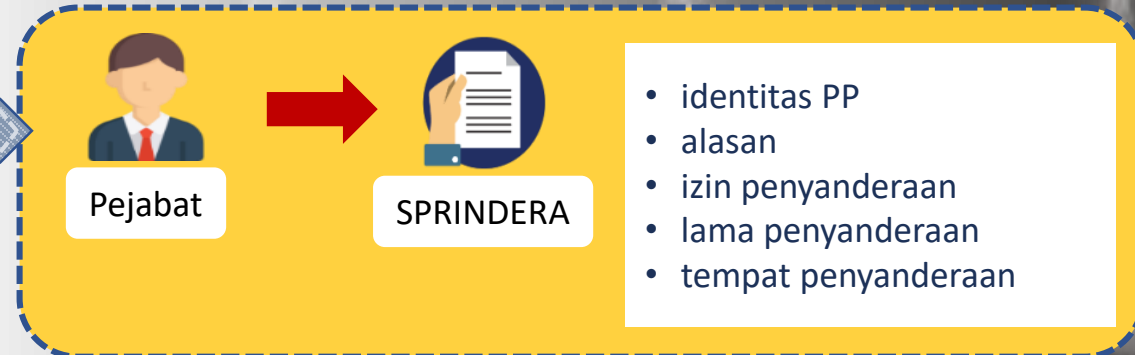 Pejabat
SPRINDERA
• identitas PP
• alasan
• izin penyanderaan
• lama penyanderaan
• tempat penyanderaan